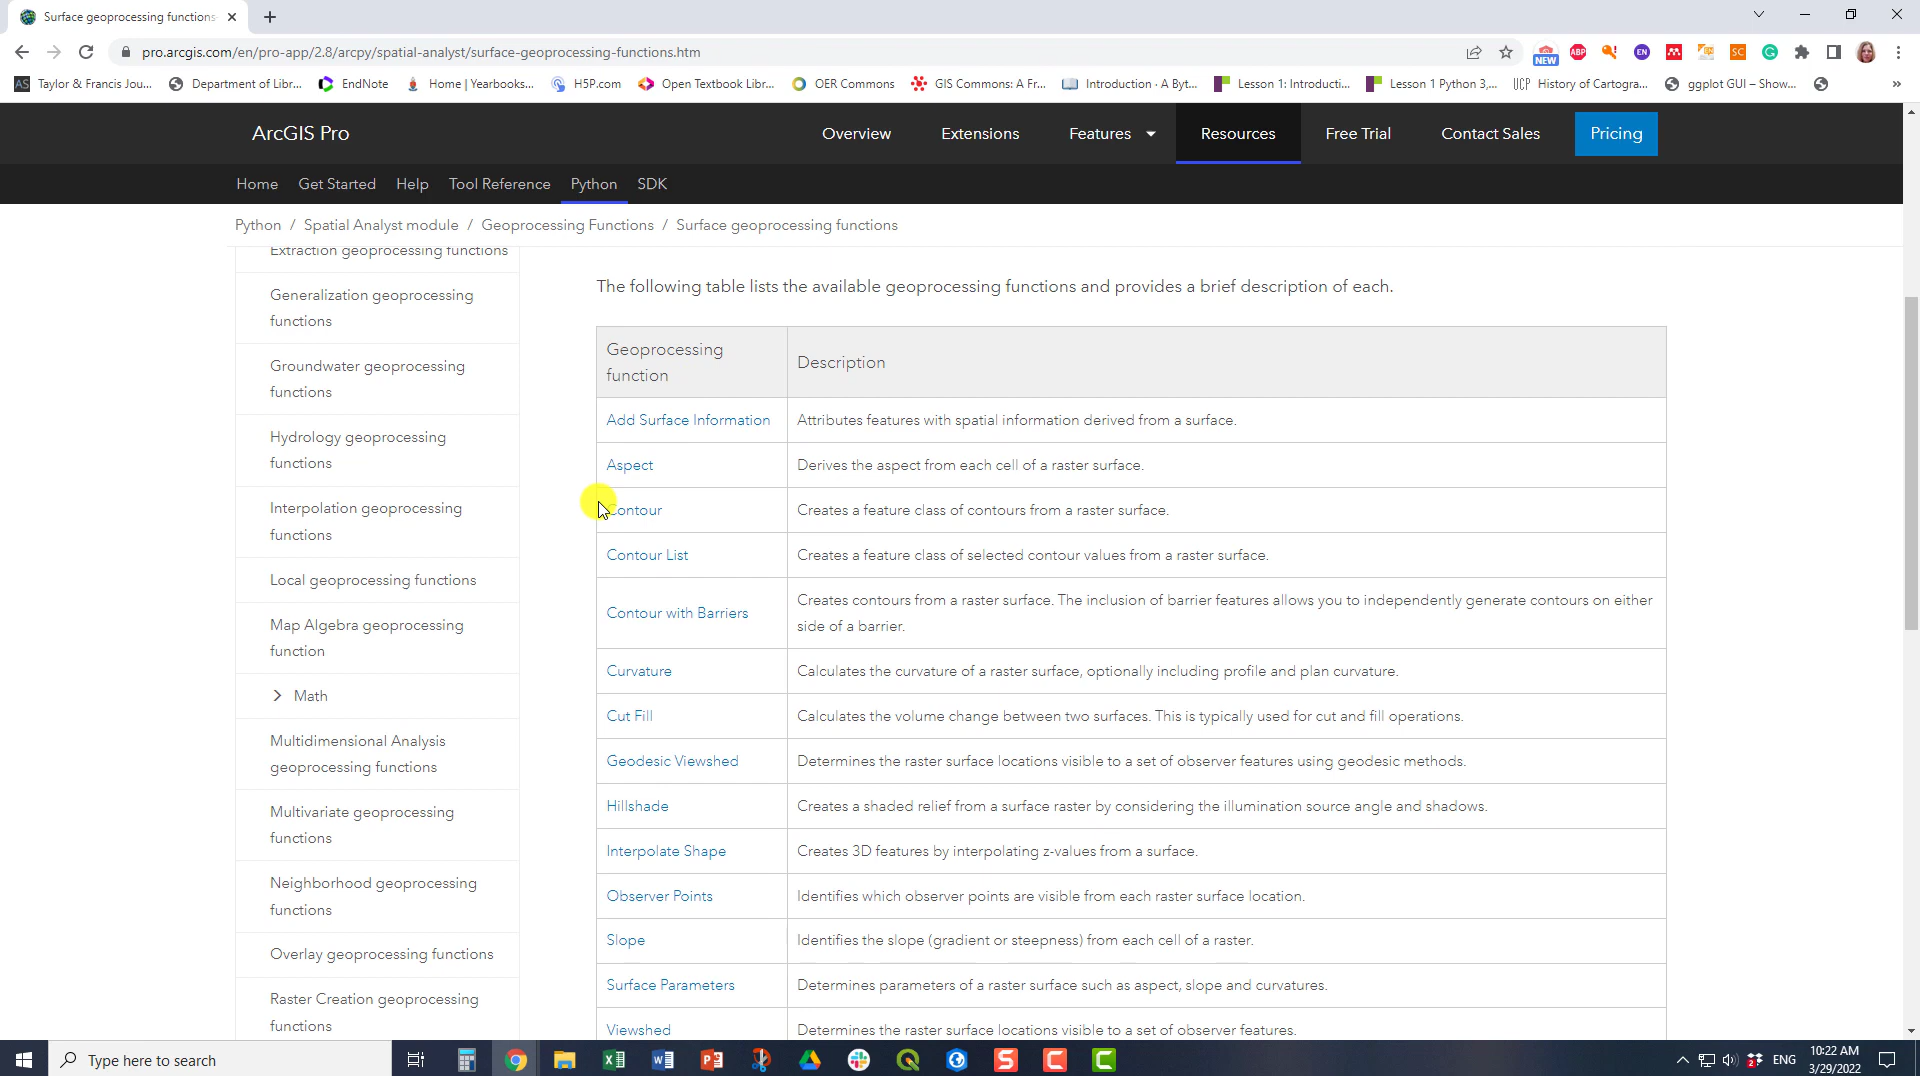 Surface geoprocessing functions
pro.arcgis.com/en/pro-app/2.8/arcpy/spatial-analyst/surface-geoprocessing-functions.htm
NEW
ABP
EN
SC
AS Taylor & Francis Jou...
Department of Libr...
EndNote
Home | Yearbooks...
H5P.com
Open Textbook Libr...
OER Commons
GIS Commons: A Fr...
Introduction · A Byt...
Lesson 1: Introducti...
Lesson 1 Python 3,...
UCP History of Cartogra...
ggplot GUI – Show...
»
ArcGIS Pro
Overview
Extensions
Features
Resources
Free Trial
Contact Sales
Pricing
Home
Get Started
Help
Tool Reference
Python
SDK
Python / Spatial Analyst module / Geoprocessing Functions / Surface geoprocessing functions
Extraction geoprocessing functions
Generalization geoprocessing
functions
Groundwater geoprocessing
functions
Hydrology geoprocessing
functions
Interpolation geoprocessing
functions
Local geoprocessing functions
Map Algebra geoprocessing
function
Math
Multidimensional Analysis
geoprocessing functions
Multivariate geoprocessing
functions
Neighborhood geoprocessing
functions
Overlay geoprocessing functions
Raster Creation geoprocessing
functions
The following table lists the available geoprocessing functions and provides a brief description of each.
Geoprocessing
function
Description
Add Surface Information
Attributes features with spatial information derived from a surface.
Aspect
Derives the aspect from each cell of a raster surface.
Contour
Creates a feature class of contours from a raster surface.
Contour List
Creates a feature class of selected contour values from a raster surface.
Contour with Barriers
Creates contours from a raster surface. The inclusion of barrier features allows you to independently generate contours on either
side of a barrier.
Curvature
Calculates the curvature of a raster surface, optionally including profile and plan curvature.
Cut Fill
Calculates the volume change between two surfaces. This is typically used for cut and fill operations.
Geodesic Viewshed
Determines the raster surface locations visible to a set of observer features using geodesic methods.
Hillshade
Creates a shaded relief from a surface raster by considering the illumination source angle and shadows.
Interpolate Shape
Creates 3D features by interpolating z-values from a surface.
Observer Points
Identifies which observer points are visible from each raster surface location.
Slope
Identifies the slope (gradient or steepness) from each cell of a raster.
Surface Parameters
Determines parameters of a raster surface such as aspect, slope and curvatures.
Viewshed
Determines the raster surface locations visible to a set of observer features.
Type here to search
ENG
10:22 AM
3/29/2022